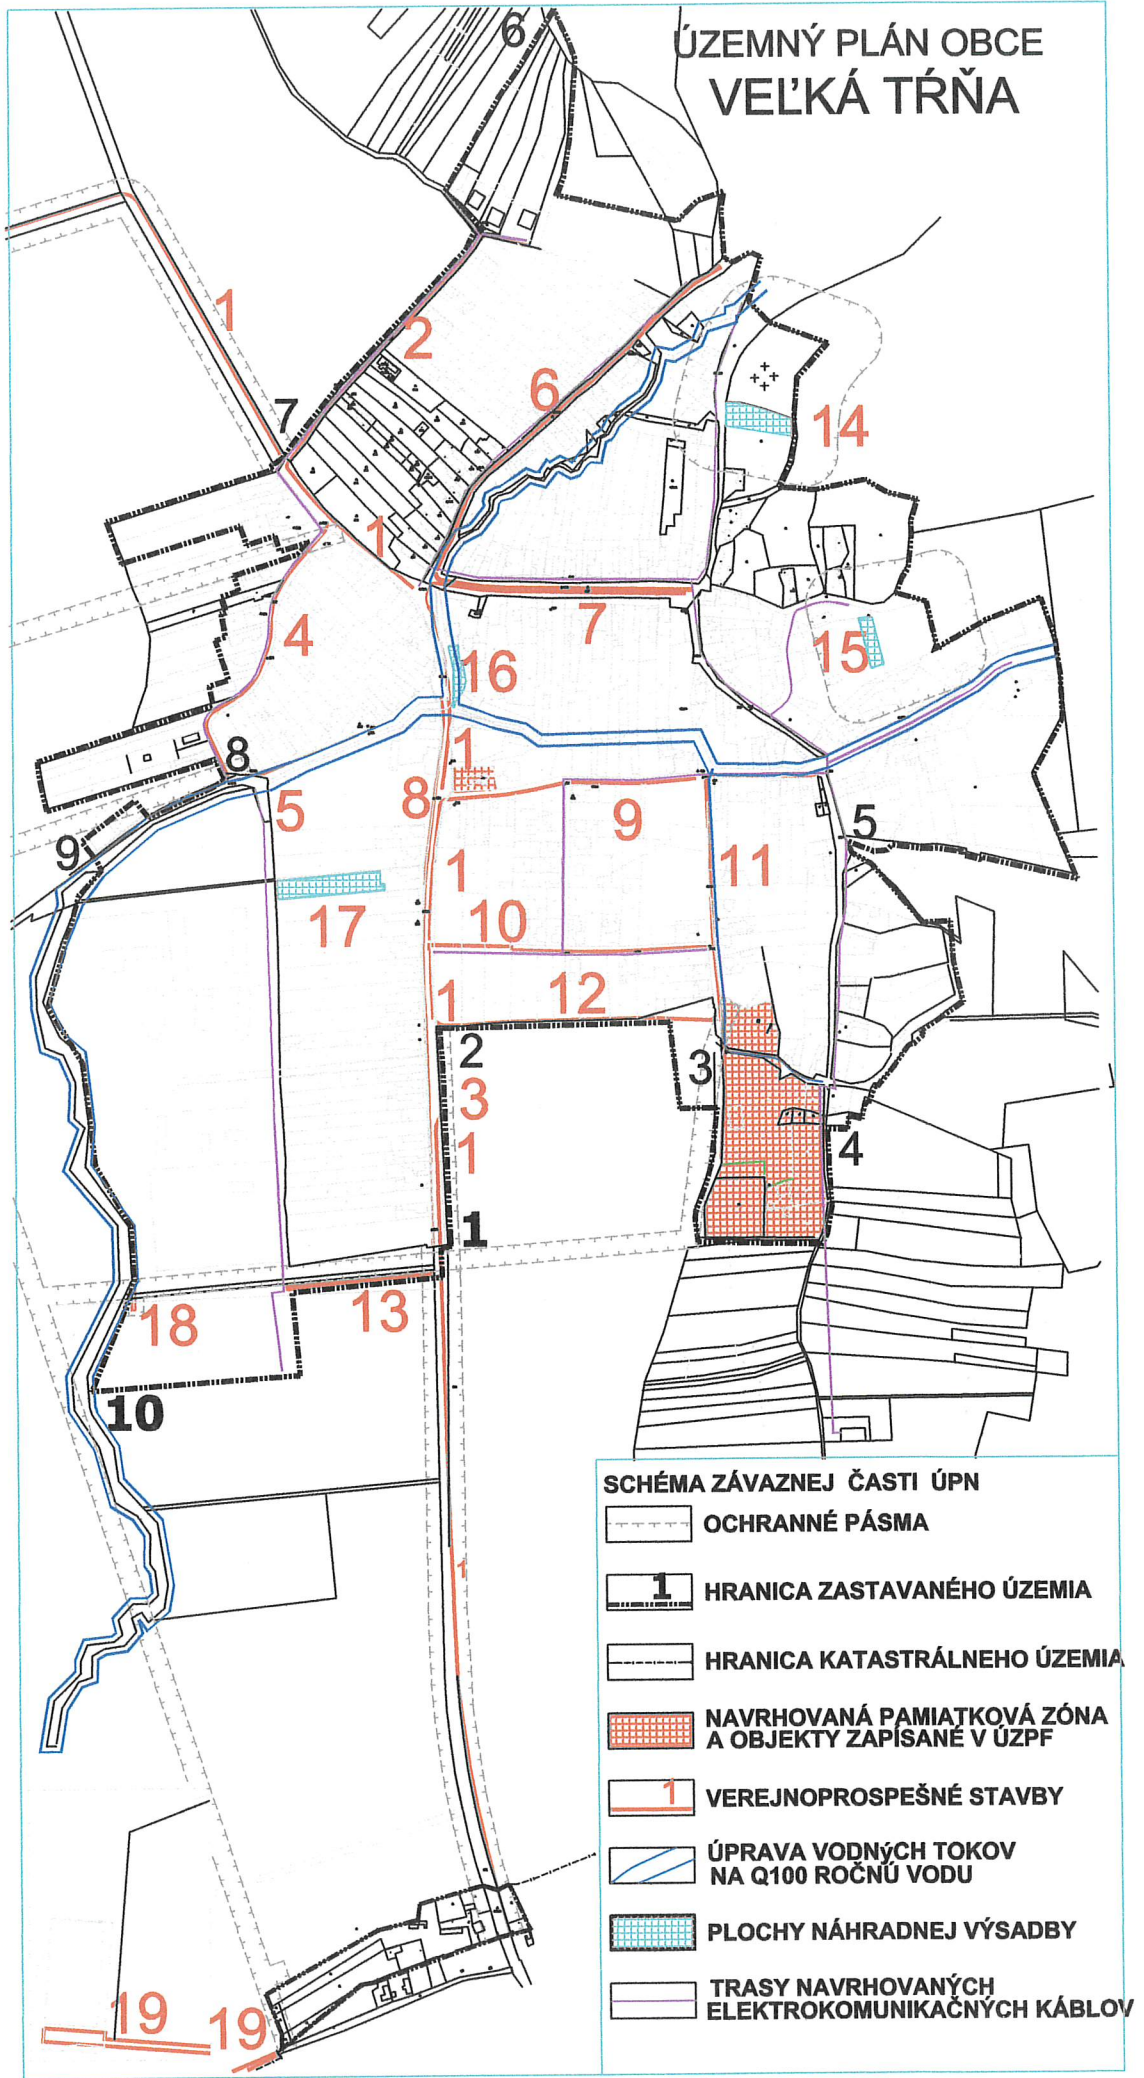 ÚZEMNÝ PLÁN OBCE
VEĽKÁ TŔŇA
6
1
2
6
7
14
1
7
4
15
16
8
1
5
8
9
5
9
1
11
17
10
1
12
2
3
3
1
4
1
18
13
10
1
19
19
SCHÉMA ZÁVAZNEJ ČASTI ÚPN
OCHRANNÉ PÁSMA
1
HRANICA ZASTAVANÉHO ÚZEMIA
HRANICA KATASTRÁLNEHO ÚZEMIA
NAVRHOVANÁ PAMIATKOVÁ ZÓNA
A OBJEKTY ZAPÍSANÉ V ÚZPF
1
VEREJNOPROSPEŠNÉ STAVBY
ÚPRAVA VODNýCH TOKOV
NA Q100 ROČNÚ VODU
PLOCHY NÁHRADNEJ VÝSADBY
TRASY NAVRHOVANÝCH
ELEKTROKOMUNIKAČNÝCH KÁBLOV